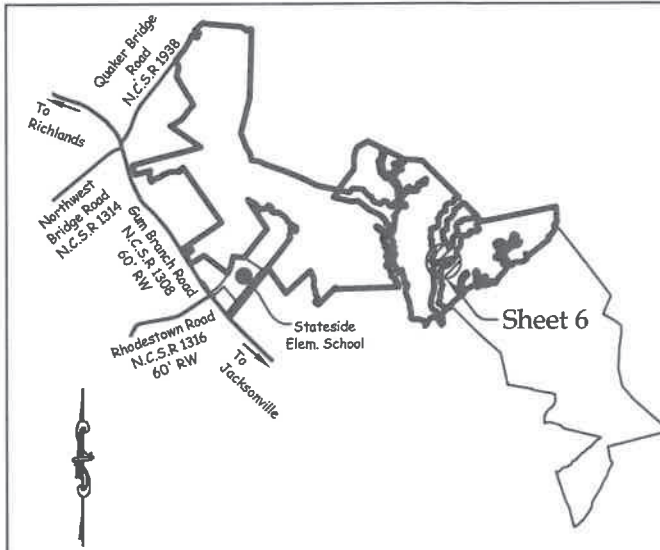 Quaker Bridge
Road
N.C.S.R 1938
To
Richlands
Northwest
Bridge Road
N.C.S.R 1314
Gum Branch Road
N.C.S.R 1308
60' RW
Rhodestown Road
N.C.S.R 1316
60' RW
Stateside
Elem. School
To
Jacksonville
Sheet 6